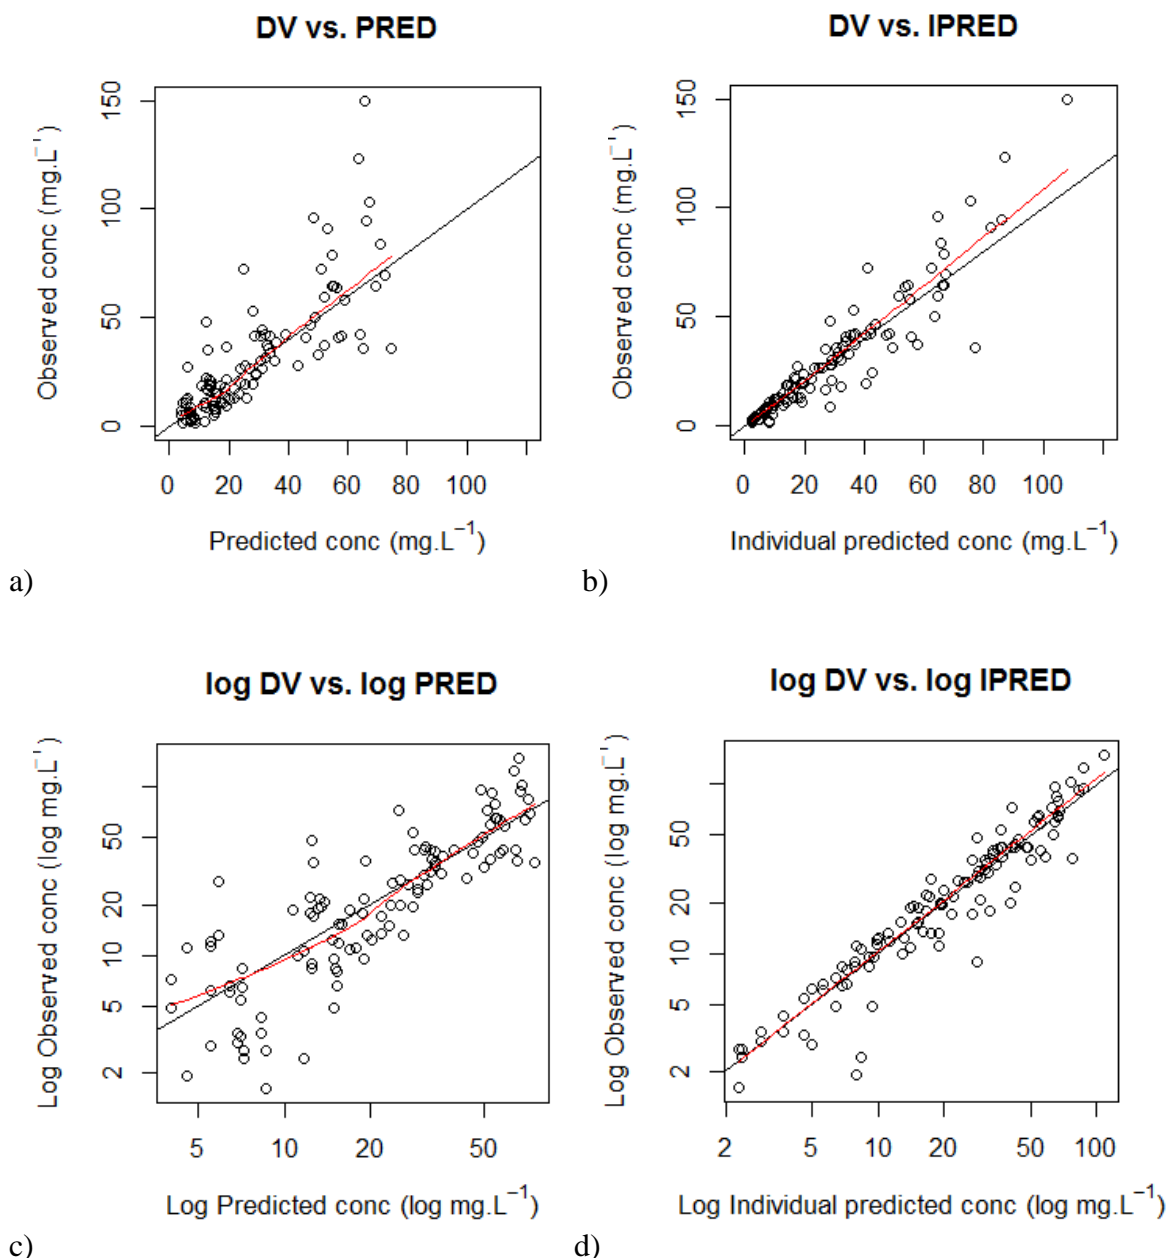 DV vs. PRED
DV vs. IPRED
Observed conc (mg.L⁻¹)
150
100
50
0
0 20 40 60 80 100
Predicted conc (mg.L⁻¹)
Observed conc (mg.L⁻¹)
150
100
50
0
0 20 40 60 80 100
Individual predicted conc (mg.L⁻¹)
a)
b)
log DV vs. log PRED
log DV vs. log IPRED
Log Observed conc (log mg.L⁻¹)
50
20
10
5
2
5 10 20 50
Log Predicted conc (log mg.L⁻¹)
Log Observed conc (log mg.L⁻¹)
50
20
10
5
2
2 5 10 20 50 100
Log Individual predicted conc (log mg.L⁻¹)
c)
d)